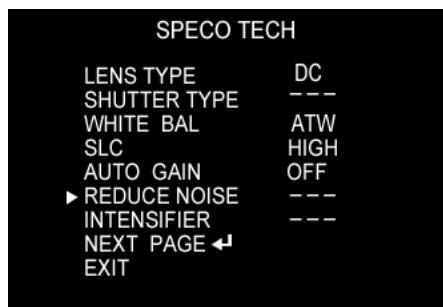 SPECO TECH
LENS TYPE DC
SHUTTER TYPE ---
WHITE BAL ATW
SLC HIGH
AUTO GAIN OFF
▶ REDUCE NOISE ---
INTENSIFIER ---
NEXT PAGE ↵
EXIT